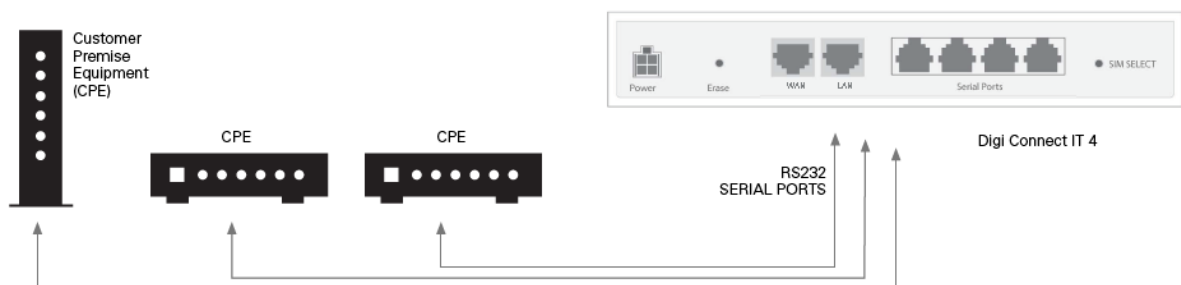 Customer
Premise
Equipment
(CPE)
CPE
CPE
Power
Erase
WAN
LAN
Serial Ports
SIM SELECT
Digi Connect IT 4
RS232
SERIAL PORTS